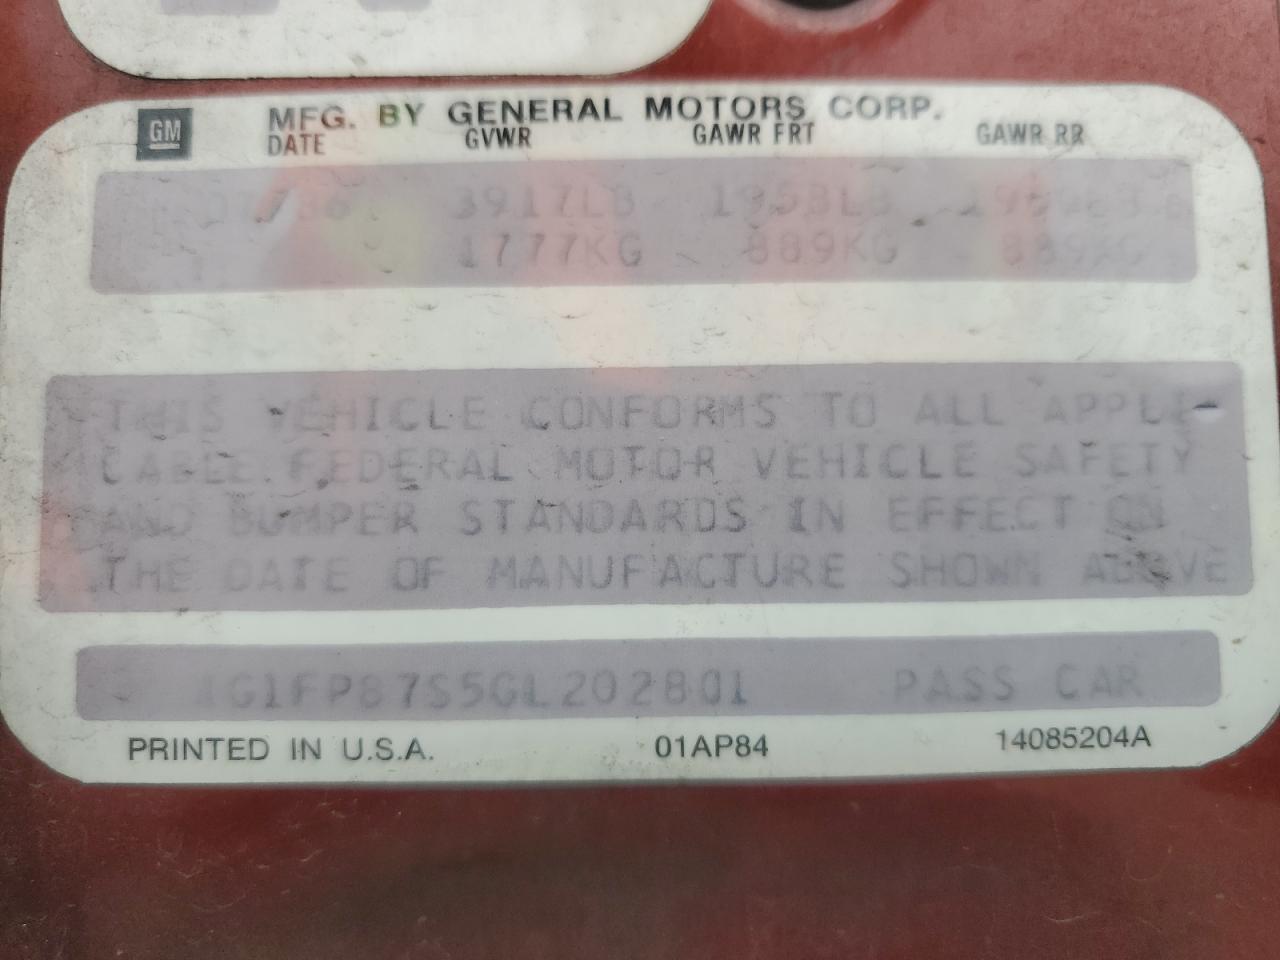 GM MFG. BY GENERAL MOTORS CORP.
DATE GVWR GAWR FRT GAWR RR
3917LB 1958LB
1777KG 889KG 889KG
THIS VEHICLE CONFORMS TO ALL APPLI-
CABLE FEDERAL MOTOR VEHICLE SAFETY
AND BUMPER STANDARDS IN EFFECT ON
THE DATE OF MANUFACTURE SHOWN ABOVE
1G1FP87S5GL202801 PASS CAR
PRINTED IN U.S.A. 01AP84 14085204A